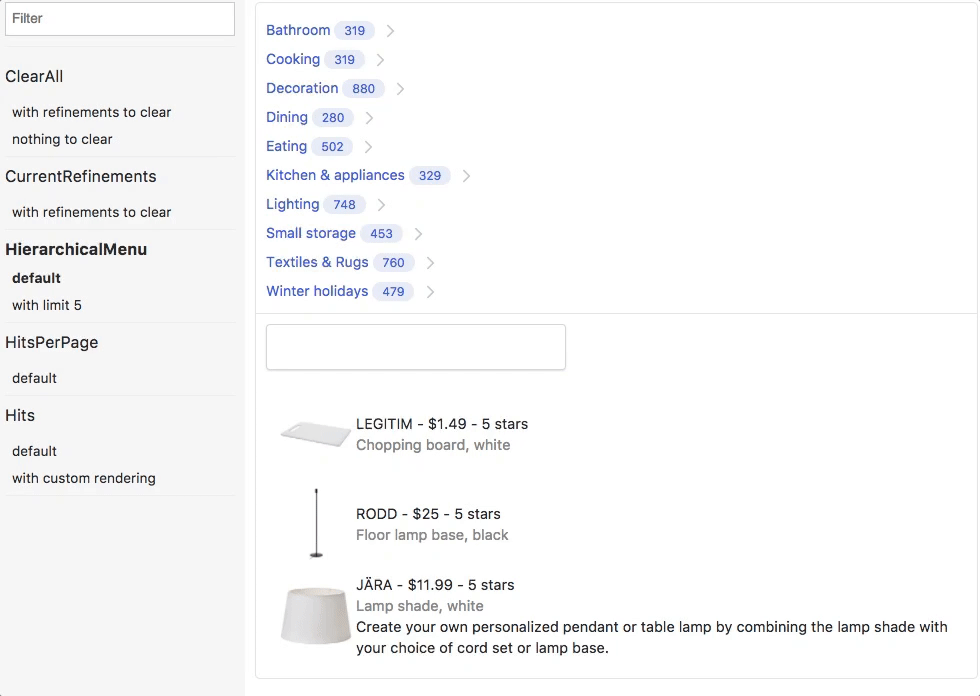 Filter
ClearAll
with refinements to clear
nothing to clear
CurrentRefinements
with refinements to clear
HierarchicalMenu
default
with limit 5
HitsPerPage
default
Hits
default
with custom rendering
Bathroom 319
Cooking 319
Decoration 880
Dining 280
Eating 502
Kitchen & appliances 329
Lighting 748
Small storage 453
Textiles & Rugs 760
Winter holidays 479
LEGITIM - $1.49 - 5 stars
Chopping board, white
RODD - $25 - 5 stars
Floor lamp base, black
JÄRA - $11.99 - 5 stars
Lamp shade, white
Create your own personalized pendant or table lamp by combining the lamp shade with
your choice of cord set or lamp base.